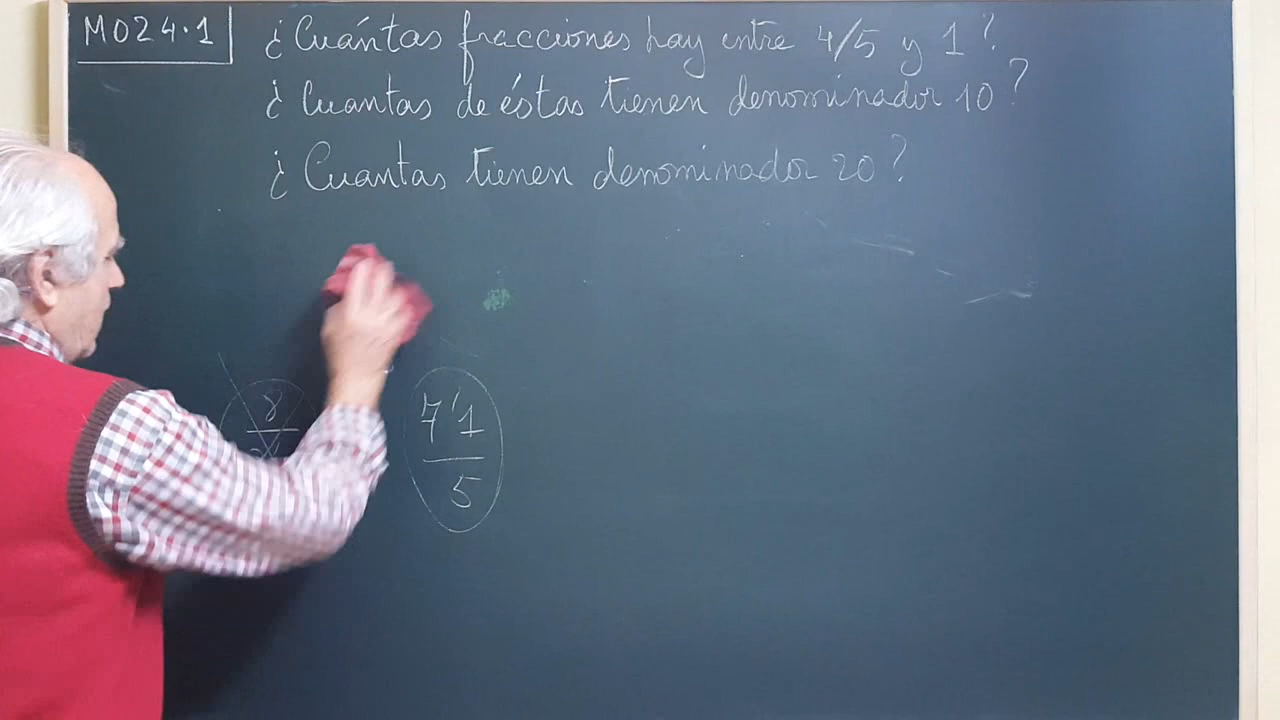 M024.1
¿Cuántas fracciones hay entre 4/5 y 1?
¿Cuantas de éstas tienen denominador 10?
¿Cuantas tienen denominador 20?
8
7'1
5